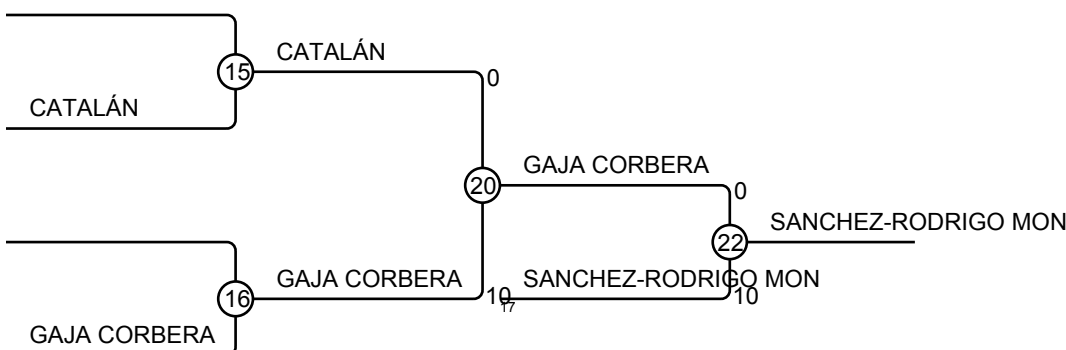 CATALÁN
15
0
CATALÁN
GAJA CORBERA
20
0
SANCHEZ-RODRIGO MON
22
GAJA CORBERA
SANCHEZ-RODRIGO MON
16
10
17
10
GAJA CORBERA